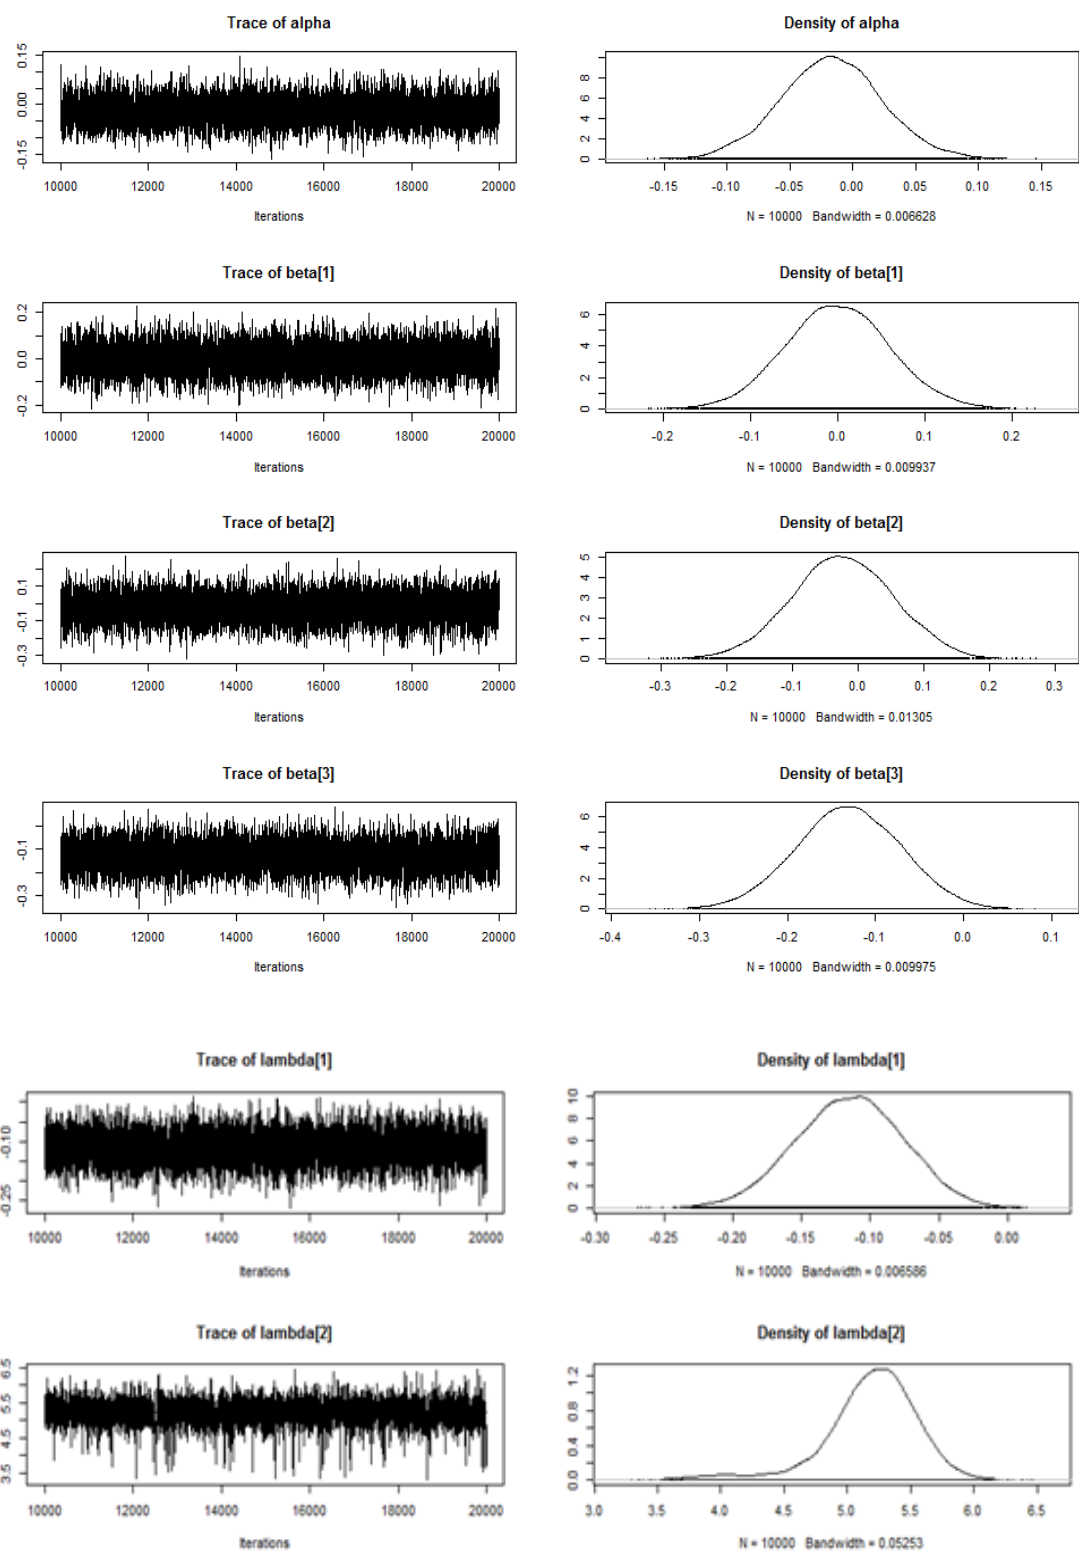 Trace of alpha
Density of alpha
0.15
0.00
-0.15
10000 12000 14000 16000 18000 20000
Iterations
8
6
4
2
0
-0.15 -0.10 -0.05 0.00 0.05 0.10 0.15
N = 10000 Bandwidth = 0.006628
Trace of beta[1]
Density of beta[1]
0.2
0.0
-0.2
10000 12000 14000 16000 18000 20000
Iterations
6
4
2
0
-0.2 -0.1 0.0 0.1 0.2
N = 10000 Bandwidth = 0.009937
Trace of beta[2]
Density of beta[2]
0.1
-0.1
-0.3
10000 12000 14000 16000 18000 20000
Iterations
5
4
3
2
1
0
-0.3 -0.2 -0.1 0.0 0.1 0.2 0.3
N = 10000 Bandwidth = 0.01305
Trace of beta[3]
Density of beta[3]
-0.1
-0.3
10000 12000 14000 16000 18000 20000
Iterations
6
4
2
0
-0.4 -0.3 -0.2 -0.1 0.0 0.1
N = 10000 Bandwidth = 0.009975
Trace of lambda[1]
Density of lambda[1]
-0.10
-0.25
10000 12000 14000 16000 18000 20000
Iterations
10
8
6
4
2
0
-0.30 -0.25 -0.20 -0.15 -0.10 -0.05 0.00
N = 10000 Bandwidth = 0.006586
Trace of lambda[2]
Density of lambda[2]
6.5
5.5
4.5
3.5
10000 12000 14000 16000 18000 20000
Iterations
1.2
0.8
0.4
0.0
3.0 3.5 4.0 4.5 5.0 5.5 6.0 6.5
N = 10000 Bandwidth = 0.05253